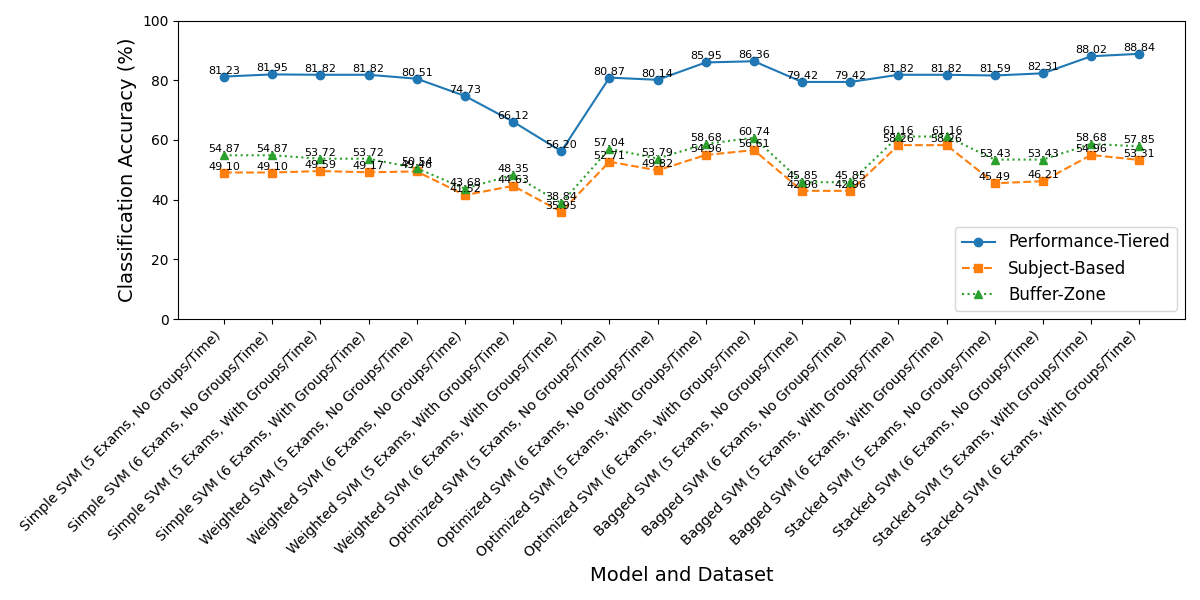 100
80
60
40
20
0
Classification Accuracy (%)
81.23
81.95
81.82
81.82
80.51
74.73
66.12
56.20
80.87
80.14
85.95
86.36
79.42
79.42
81.82
81.82
81.59
82.31
88.02
88.84
54.87
54.87
53.72
53.72
50.54
43.68
48.35
38.84
57.04
53.79
58.68
60.74
45.85
45.85
61.16
61.16
53.43
53.43
58.68
57.85
49.10
49.10
49.59
49.17
49.46
41.52
44.63
35.95
52.71
49.82
54.96
56.61
42.96
42.96
58.26
58.26
45.49
46.21
54.96
53.31
Performance-Tiered
Subject-Based
Buffer-Zone
Simple SVM (5 Exams, No Groups/Time)
Simple SVM (6 Exams, No Groups/Time)
Simple SVM (5 Exams, With Groups/Time)
Simple SVM (6 Exams, With Groups/Time)
Weighted SVM (5 Exams, No Groups/Time)
Weighted SVM (6 Exams, No Groups/Time)
Weighted SVM (5 Exams, With Groups/Time)
Weighted SVM (6 Exams, With Groups/Time)
Optimized SVM (5 Exams, No Groups/Time)
Optimized SVM (6 Exams, No Groups/Time)
Optimized SVM (5 Exams, With Groups/Time)
Optimized SVM (6 Exams, With Groups/Time)
Bagged SVM (5 Exams, No Groups/Time)
Bagged SVM (6 Exams, No Groups/Time)
Bagged SVM (5 Exams, With Groups/Time)
Bagged SVM (6 Exams, With Groups/Time)
Stacked SVM (5 Exams, No Groups/Time)
Stacked SVM (6 Exams, No Groups/Time)
Stacked SVM (5 Exams, With Groups/Time)
Stacked SVM (6 Exams, With Groups/Time)
Model and Dataset